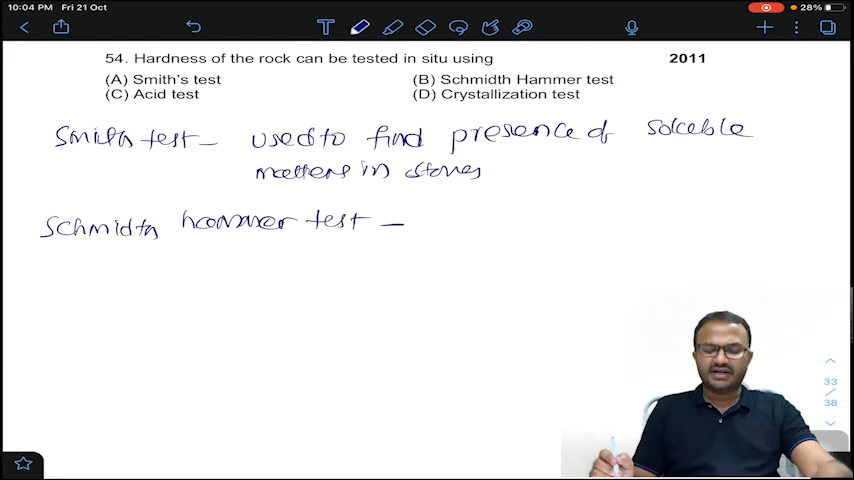 10:04 PM Fri 21 Oct
28%
54. Hardness of the rock can be tested in situ using 2011
(A) Smith's test (B) Schmidth Hammer test
(C) Acid test (D) Crystallization test
Smith test — used to find presence of soluble
matters in stones
Schmidth hammer test —
33
/
38